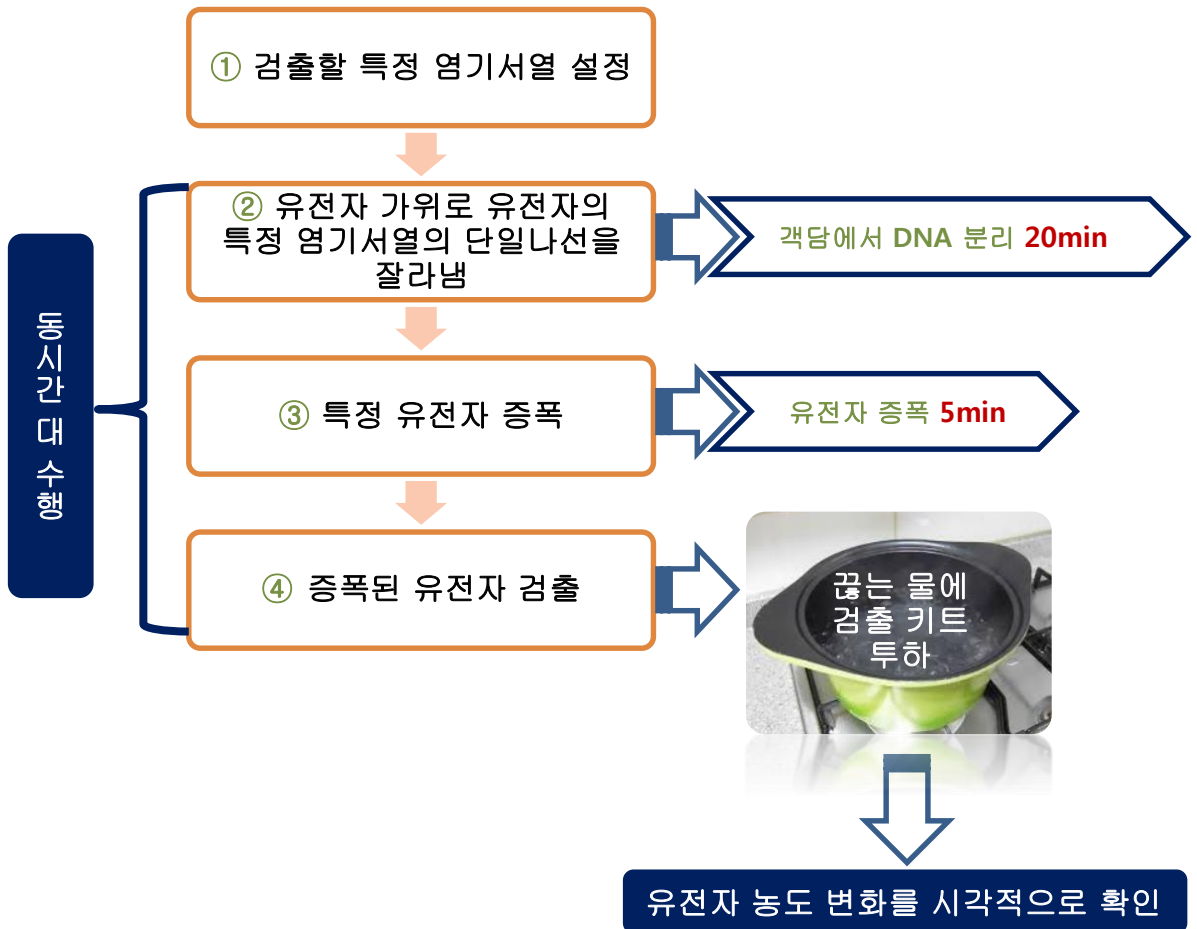 ① 검출할 특정 염기서열 설정
② 유전자 가위로 유전자의
특정 염기서열의 단일나선을
잘라냄
객담에서 DNA 분리 20min
동시간 대 수행
③ 특정 유전자 증폭
유전자 증폭 5min
④ 증폭된 유전자 검출
끊는 물에
검출 키트
투하
유전자 농도 변화를 시각적으로 확인